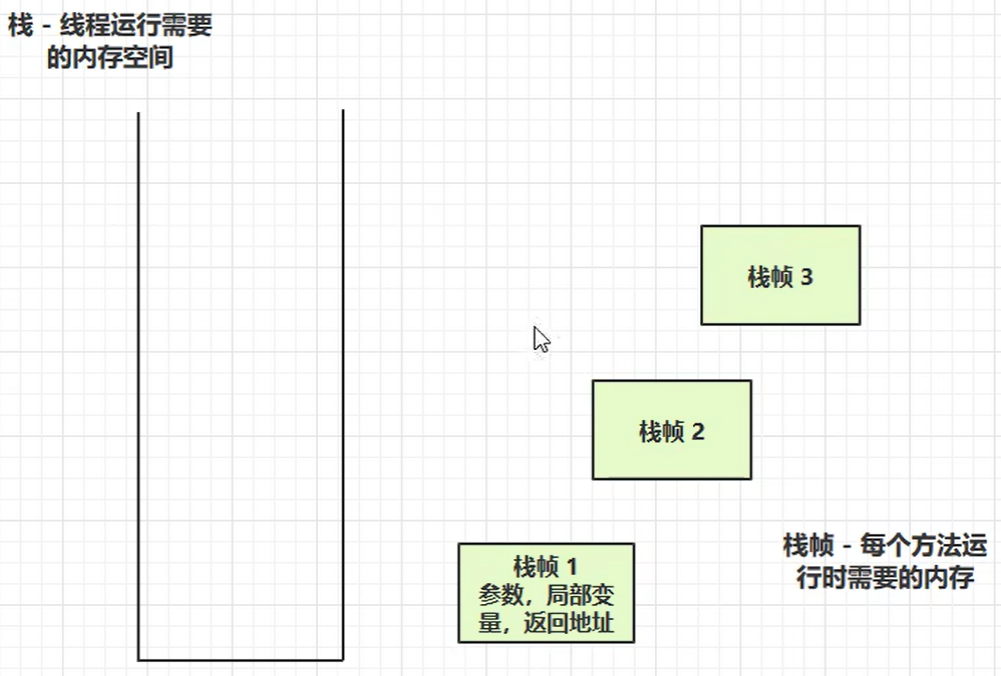 栈 - 线程运行需要
的内存空间
栈帧 3
栈帧 2
栈帧 1
参数，局部变
量，返回地址
栈帧 - 每个方法运
行时需要的内存